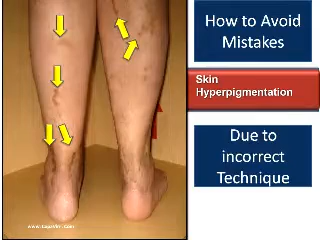 How to Avoid
Mistakes
Skin
Hyperpigmentation
Due to
incorrect
Technique